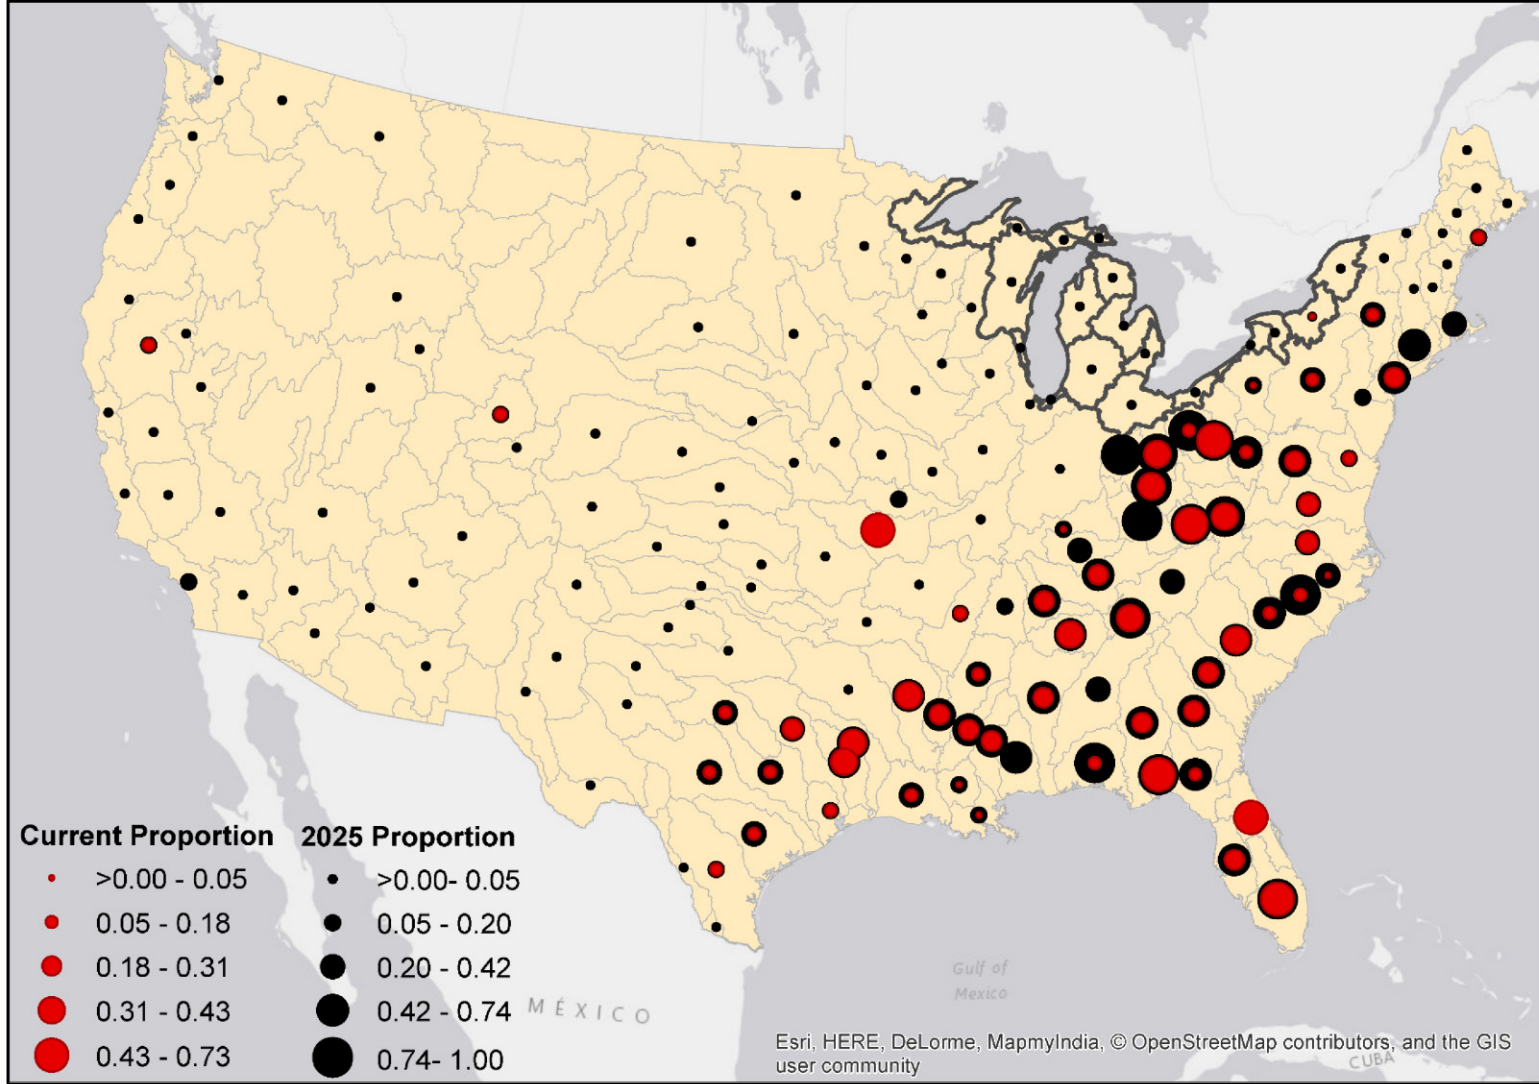 Current Proportion 2025 Proportion
>0.00 - 0.05 >0.00- 0.05
0.05 - 0.18 0.05 - 0.20
0.18 - 0.31 0.20 - 0.42
0.31 - 0.43 0.42 - 0.74
0.43 - 0.73 0.74- 1.00
MÉXICO
Gulf of
Mexico
Esri, HERE, DeLorme, MapmyIndia, © OpenStreetMap contributors, and the GIS
user community
CUBA